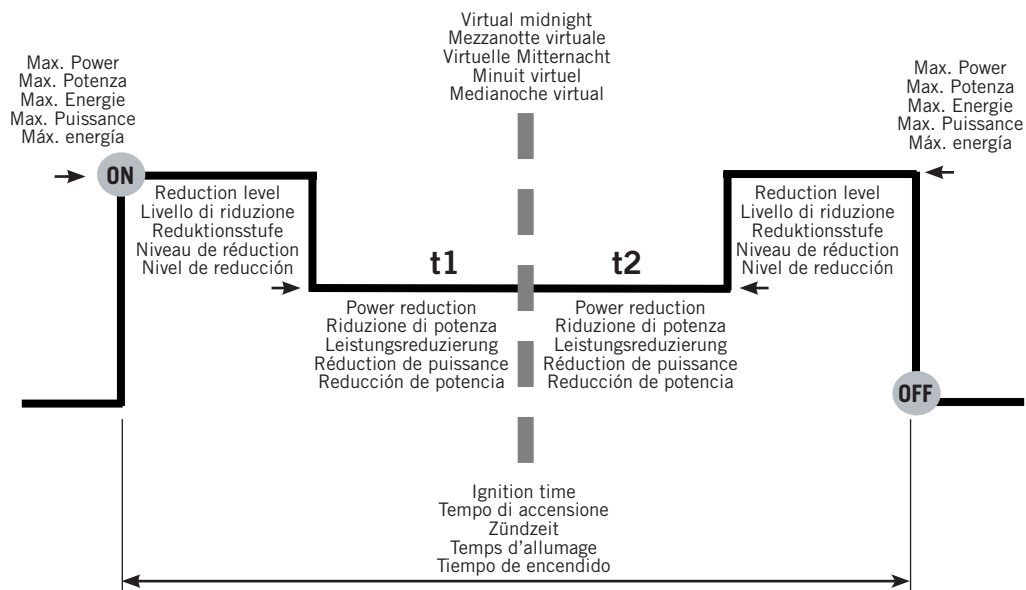 Virtual midnight
Mezzanotte virtuale
Virtuelle Mitternacht
Minuit virtuel
Medianoche virtual
Max. Power
Max. Potenza
Max. Energie
Max. Puissance
Máx. energía
Max. Power
Max. Potenza
Max. Energie
Max. Puissance
Máx. energía
ON
Reduction level
Livello di riduzione
Reduktionsstufe
Niveau de réduction
Nivel de reducción
t1
t2
Reduction level
Livello di riduzione
Reduktionsstufe
Niveau de réduction
Nivel de reducción
Power reduction
Riduzione di potenza
Leistungsreduzierung
Réduction de puissance
Reducción de potencia
Power reduction
Riduzione di potenza
Leistungsreduzierung
Réduction de puissance
Reducción de potencia
OFF
Ignition time
Tempo di accensione
Zündzeit
Temps d’allumage
Tiempo de encendido